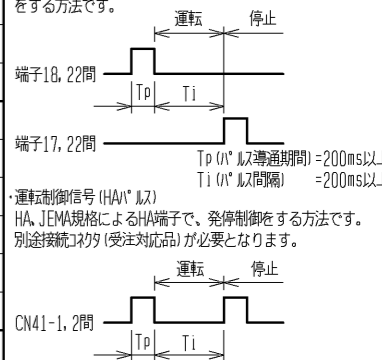 をする方法です。
運転 停止
端子18,22間
Tp Ti
端子17,22間
Tp(パルス導通期間)=200ms以上
Ti(パルス間隔) =200ms以上
・運転制御信号(HAパルス)
HA、JEMA規格によるHA端子で、発停制御をする方法です。
別途接続コネクタ(受注対応品)が必要となります。
運転 停止
CN41-1,2間
Tp Ti